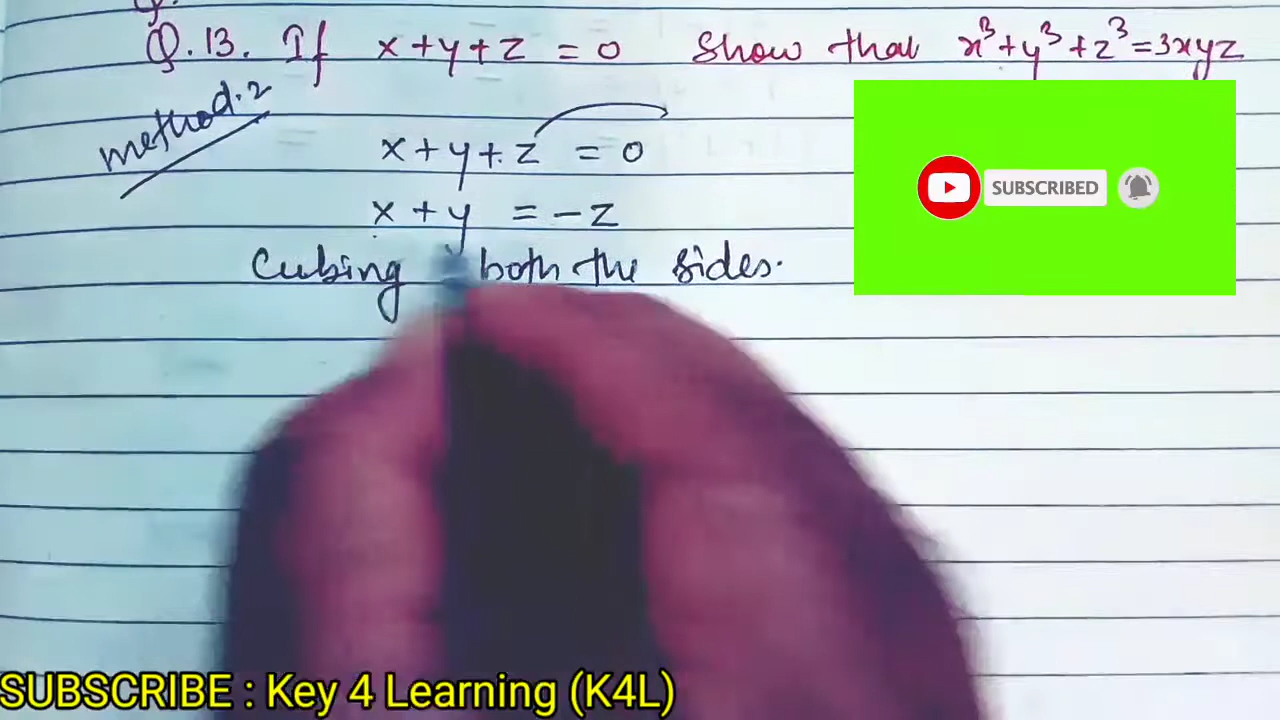 Q.13. If x+y+z = 0 Show that x³+y³+z³=3xyz
method.2
x+y+z = 0
SUBSCRIBED
x + y = -z
Cubing both the sides.
SUBSCRIBE : Key 4 Learning (K4L)